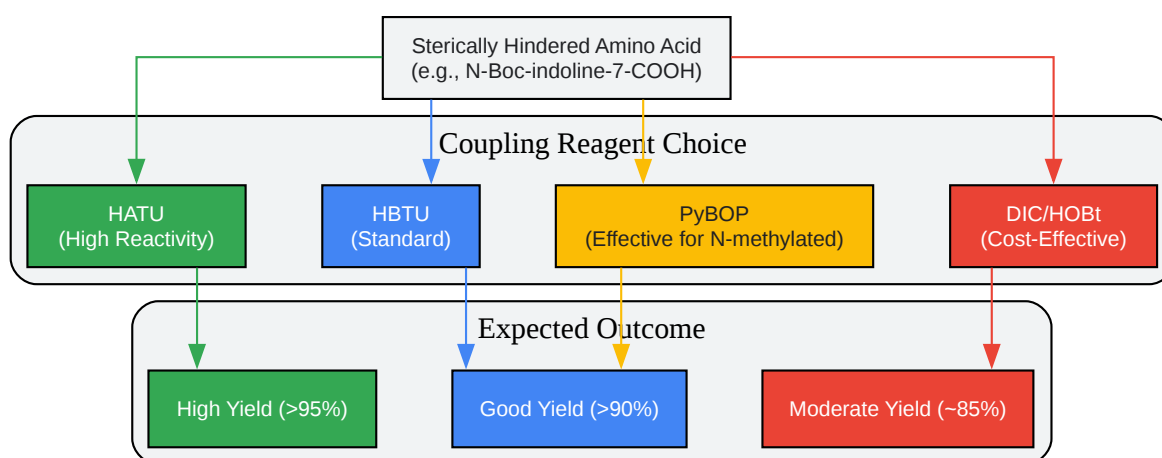 Sterically Hindered Amino Acid
(e.g., N-Boc-indoline-7-COOH)
Coupling Reagent Choice
HATU
(High Reactivity)
HBTU
(Standard)
PyBOP
(Effective for N-methylated)
DIC/HOBt
(Cost-Effective)
Expected Outcome
High Yield (>95%)
Good Yield (>90%)
Moderate Yield (~85%)